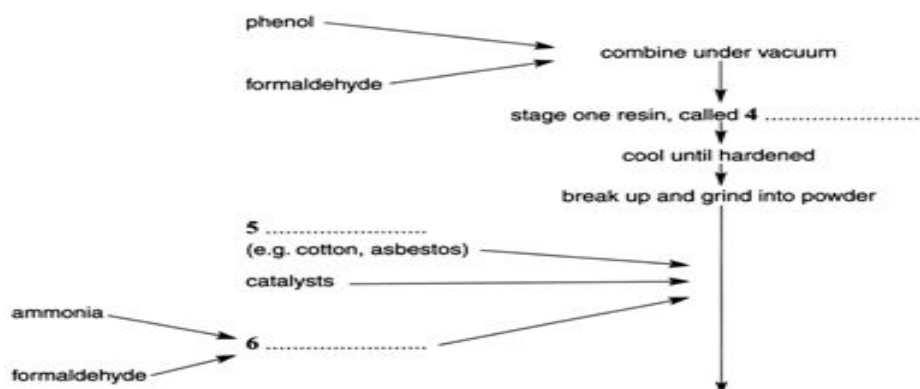 phenol
combine under vacuum
formaldehyde
stage one resin, called 4 ........................
cool until hardened
break up and grind into powder
5 ........................
(e.g. cotton, asbestos)
catalysts
ammonia
6 ........................
formaldehyde